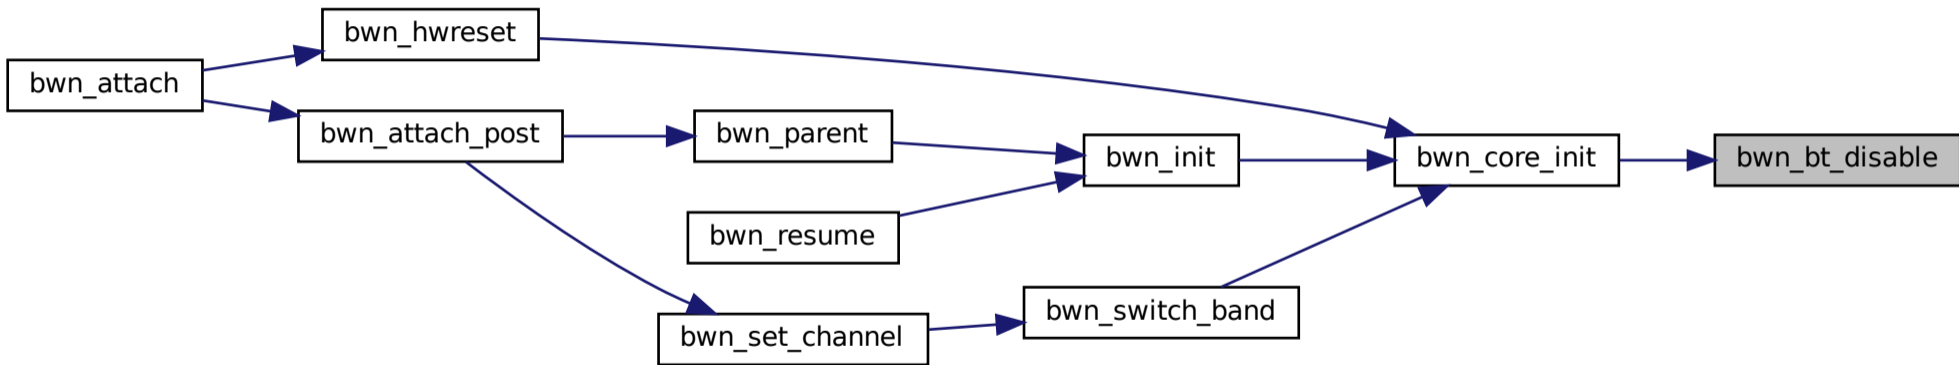 bwn_hwreset
bwn_attach
bwn_attach_post
bwn_parent
bwn_init
bwn_core_init
bwn_bt_disable
bwn_resume
bwn_switch_band
bwn_set_channel